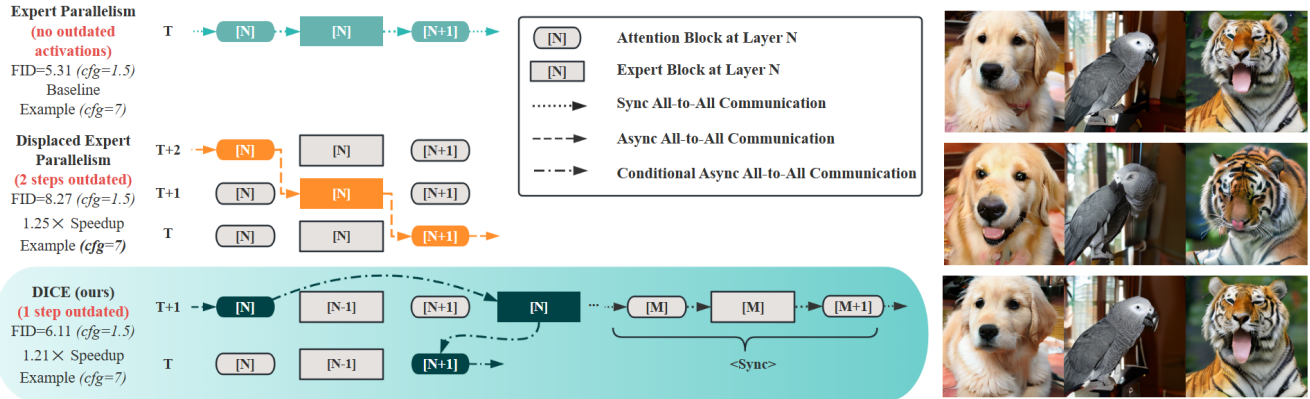 Expert Parallelism
(no outdated
activations)
FID=5.31 (cfg=1.5)
Baseline
Example (cfg=7)
T
[N]
[N]
[N+1]
Displaced Expert
Parallelism
(2 steps outdated)
FID=8.27 (cfg=1.5)
1.25× Speedup
Example (cfg=7)
T+2
[N]
[N]
[N+1]
T+1
[N]
[N]
[N+1]
T
[N]
[N]
[N+1]
[N]
Attention Block at Layer N
[N]
Expert Block at Layer N
Sync All-to-All Communication
Async All-to-All Communication
Conditional Async All-to-All Communication
DICE (ours)
(1 step outdated)
FID=6.11 (cfg=1.5)
1.21× Speedup
Example (cfg=7)
T+1
[N]
[N-1]
[N+1]
[N]
...
[M]
[M]
[M+1]
<Sync>
T
[N]
[N-1]
[N+1]